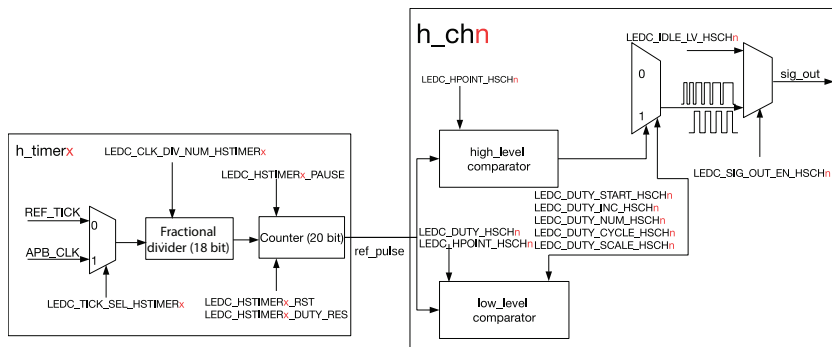 h_timerx
LEDC_CLK_DIV_NUM_HSTIMERx
LEDC_HSTIMERx_PAUSE
REF_TICK
0
APB_CLK
1
Fractional
divider (18 bit)
Counter (20 bit)
LEDC_TICK_SEL_HSTIMERx
LEDC_HSTIMERx_RST
LEDC_HSTIMERx_DUTY_RES
ref_pulse
h_chn
LEDC_HPOINT_HSCHn
LEDC_IDLE_LV_HSCHn
sig_out
0
1
high_level
comparator
LEDC_SIG_OUT_EN_HSCHn
LEDC_DUTY_START_HSCHn
LEDC_DUTY_INC_HSCHn
LEDC_DUTY_NUM_HSCHn
LEDC_DUTY_CYCLE_HSCHn
LEDC_DUTY_SCALE_HSCHn
LEDC_DUTY_HSCHn
LEDC_HPOINT_HSCHn
low_level
comparator